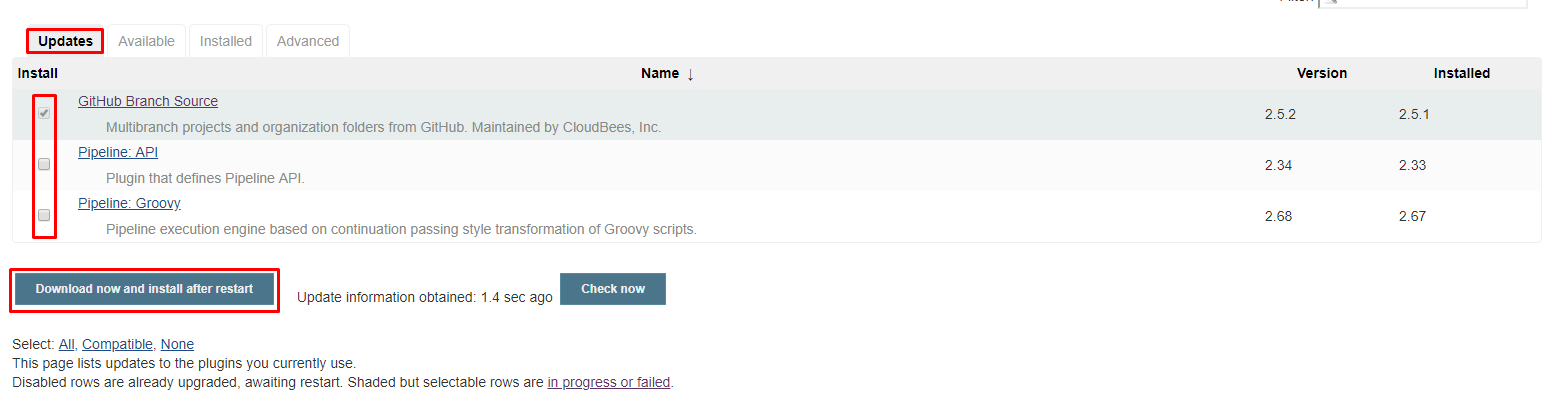 Updates Available Installed Advanced
Install Name ↓ Version Installed
GitHub Branch Source
Multibranch projects and organization folders from GitHub. Maintained by CloudBees, Inc.
2.5.2 2.5.1
Pipeline: API
Plugin that defines Pipeline API.
2.34 2.33
Pipeline: Groovy
Pipeline execution engine based on continuation passing style transformation of Groovy scripts.
2.68 2.67
Download now and install after restart Update information obtained: 1.4 sec ago Check now
Select: All, Compatible, None
This page lists updates to the plugins you currently use.
Disabled rows are already upgraded, awaiting restart. Shaded but selectable rows are in progress or failed.